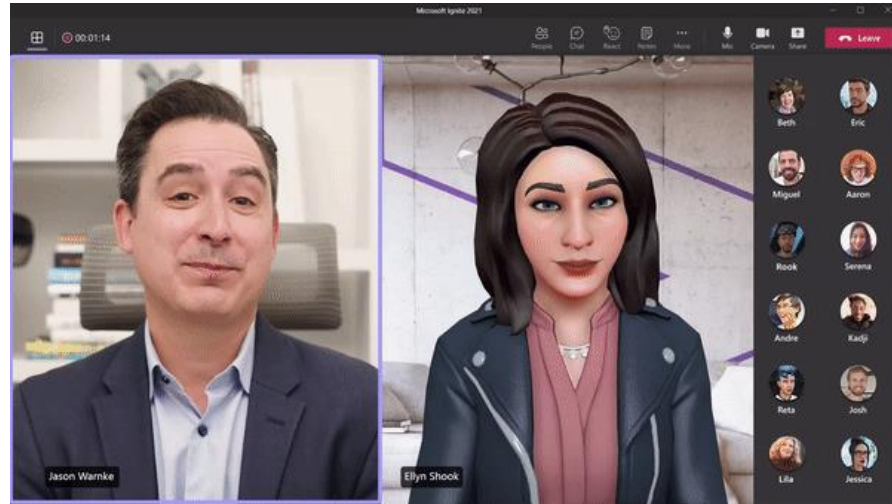 Microsoft Ignite 2021
00:01:14
People Chat React Rooms More Mic Camera Share Leave
Beth Eric
Miguel Aaron
Rook Serena
Andre Kadji
Reta Josh
Jason Warnke Ellyn Shook Lila Jessica